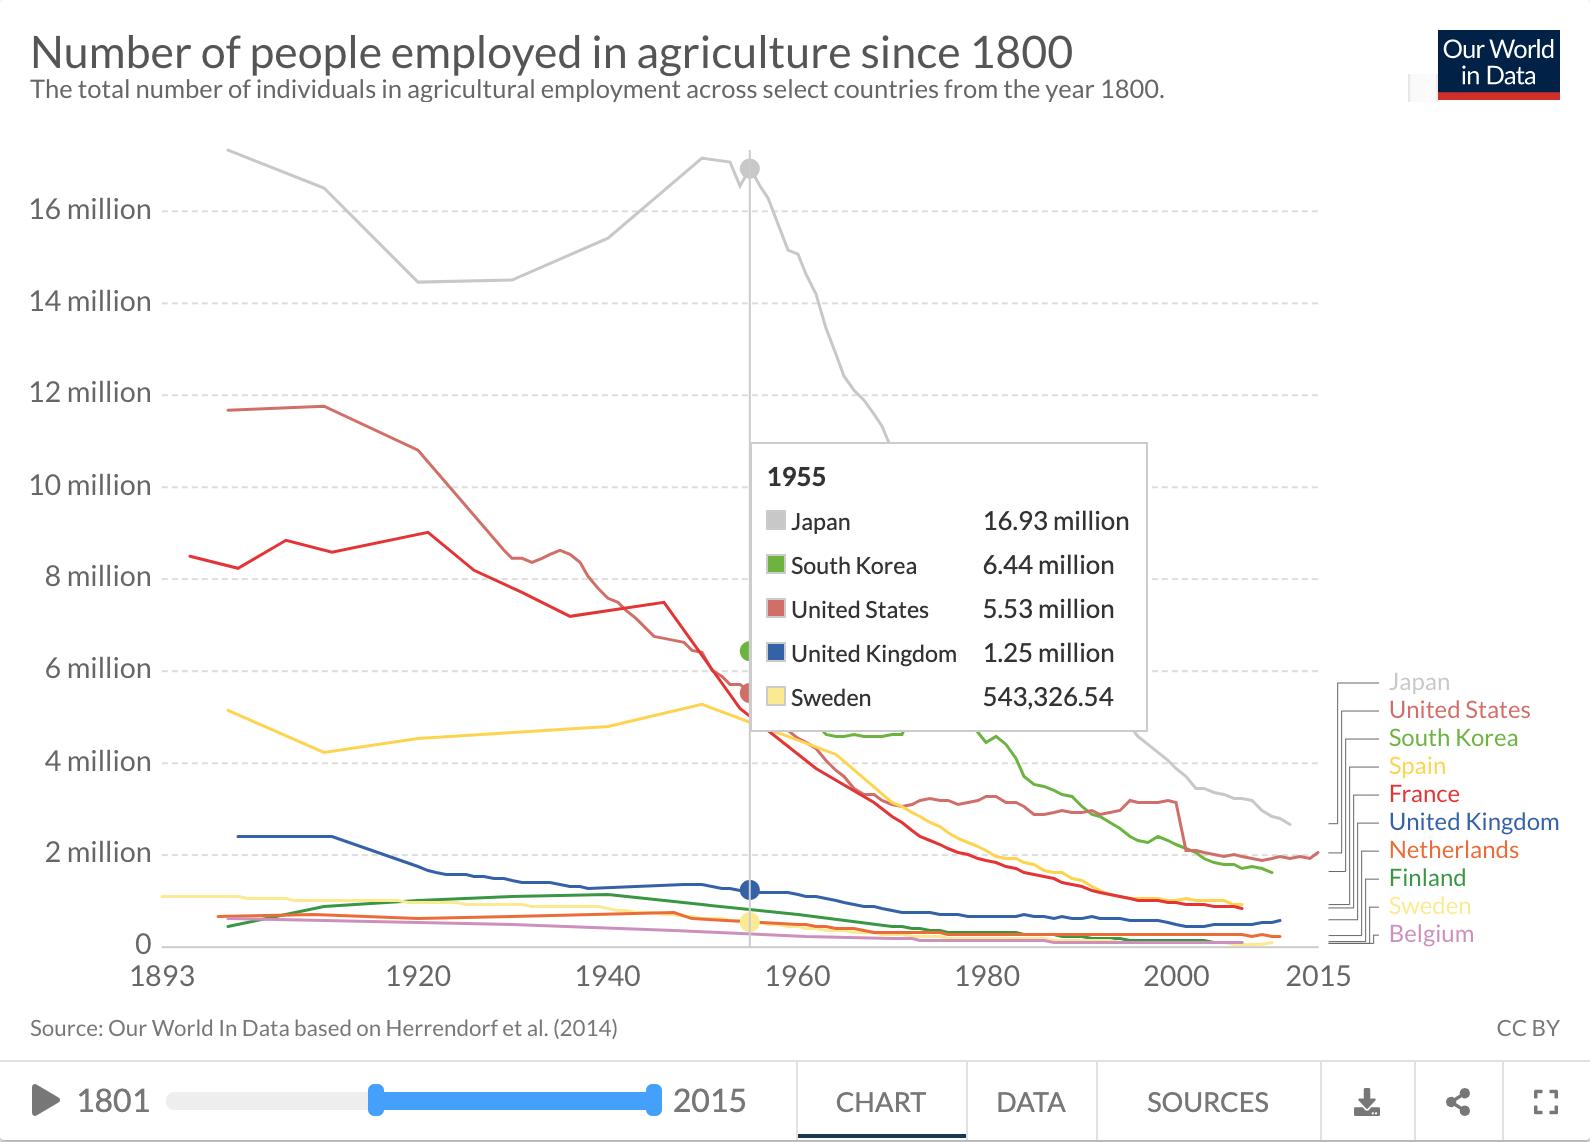 Number of people employed in agriculture since 1800
The total number of individuals in agricultural employment across select countries from the year 1800.
Our World
in Data
16 million
14 million
12 million
10 million
8 million
6 million
4 million
2 million
0
1955
Japan 16.93 million
South Korea 6.44 million
United States 5.53 million
United Kingdom 1.25 million
Sweden 543,326.54
Japan
United States
South Korea
Spain
France
United Kingdom
Netherlands
Finland
Sweden
Belgium
1893 1920 1940 1960 1980 2000 2015
Source: Our World In Data based on Herrendorf et al. (2014) CC BY
1801 2015 CHART DATA SOURCES